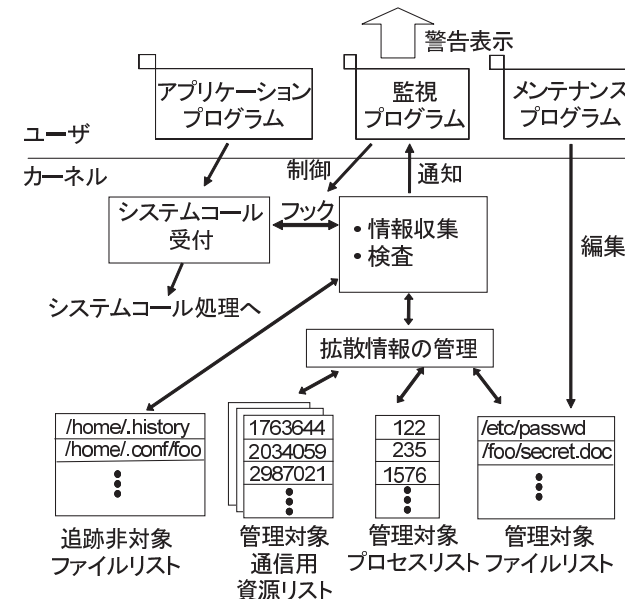 警告表示
アプリケーション
プログラム
監視
プログラム
メンテナンス
プログラム
ユーザ
カーネル
制御
通知
システムコール
受付
フック
・情報収集
・検査
編集
システムコール処理へ
拡散情報の管理
/home/.history
/home/.conf/foo
1763644
2034059
2987021
122
235
1576
/etc/passwd
/foo/secret.doc
追跡非対象
ファイルリスト
管理対象
通信用
資源リスト
管理対象
プロセスリスト
管理対象
ファイルリスト